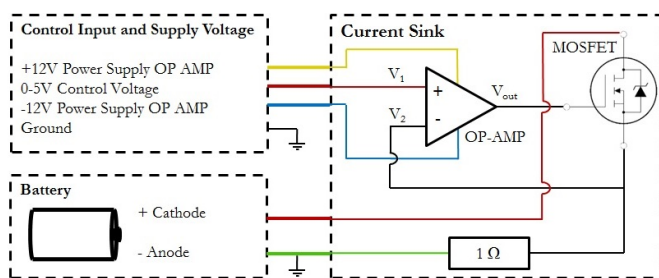 Control Input and Supply Voltage
+12V Power Supply OP AMP
0-5V Control Voltage
-12V Power Supply OP AMP
Ground
Battery
+ Cathode
- Anode
Current Sink
MOSFET
V1
+
Vout
V2
-
OP-AMP
1 Ω